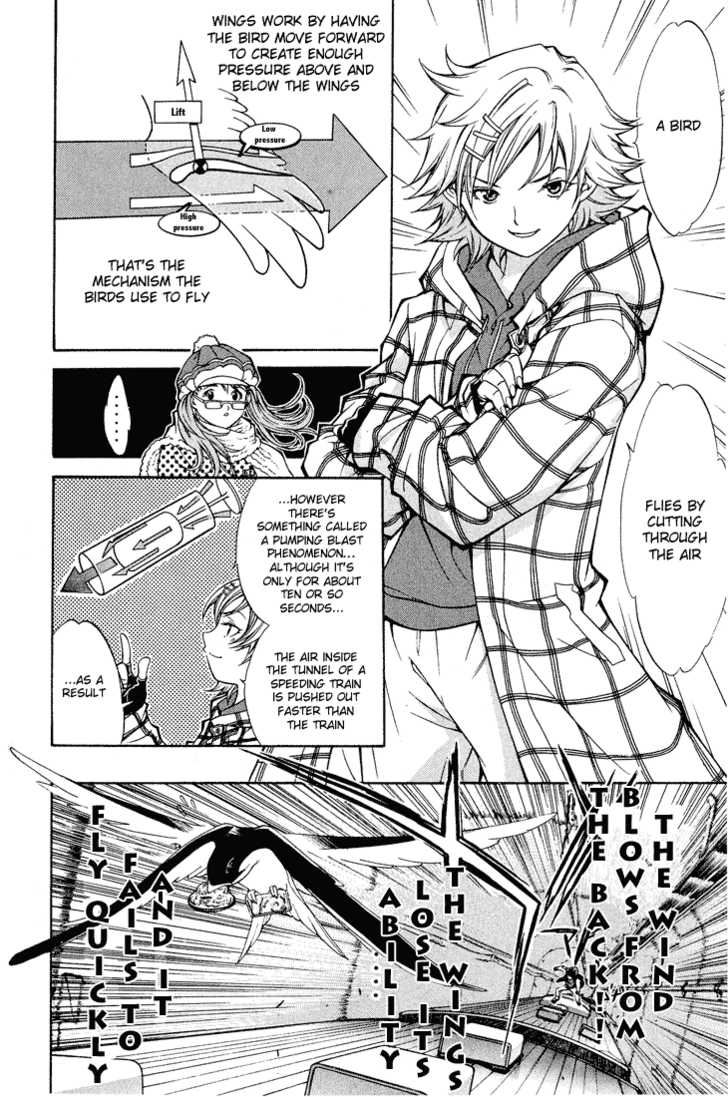 A BIRD
FLIES BY
CUTTING
THROUGH
THE AIR
WINGS WORK BY HAVING
THE BIRD MOVE FORWARD
TO CREATE ENOUGH
PRESSURE ABOVE AND
BELOW THE WINGS
Lift
Low
pressure
High
pressure
THAT'S THE
MECHANISM THE
BIRDS USE TO FLY
.....
...HOWEVER
THERE'S
SOMETHING CALLED
A PUMPING BLAST
PHENOMENON...
ALTHOUGH IT'S
ONLY FOR ABOUT
TEN OR SO
SECONDS...
THE AIR INSIDE
THE TUNNEL OF A
SPEEDING TRAIN
IS PUSHED OUT
FASTER THAN
THE TRAIN
...AS A
RESULT
THE WIND
BLOWS FROM
THE BACK!!
THE WINGS
LOSE ITS
ABILITY....
AND IT
FAILS TO
FLY QUICKLY